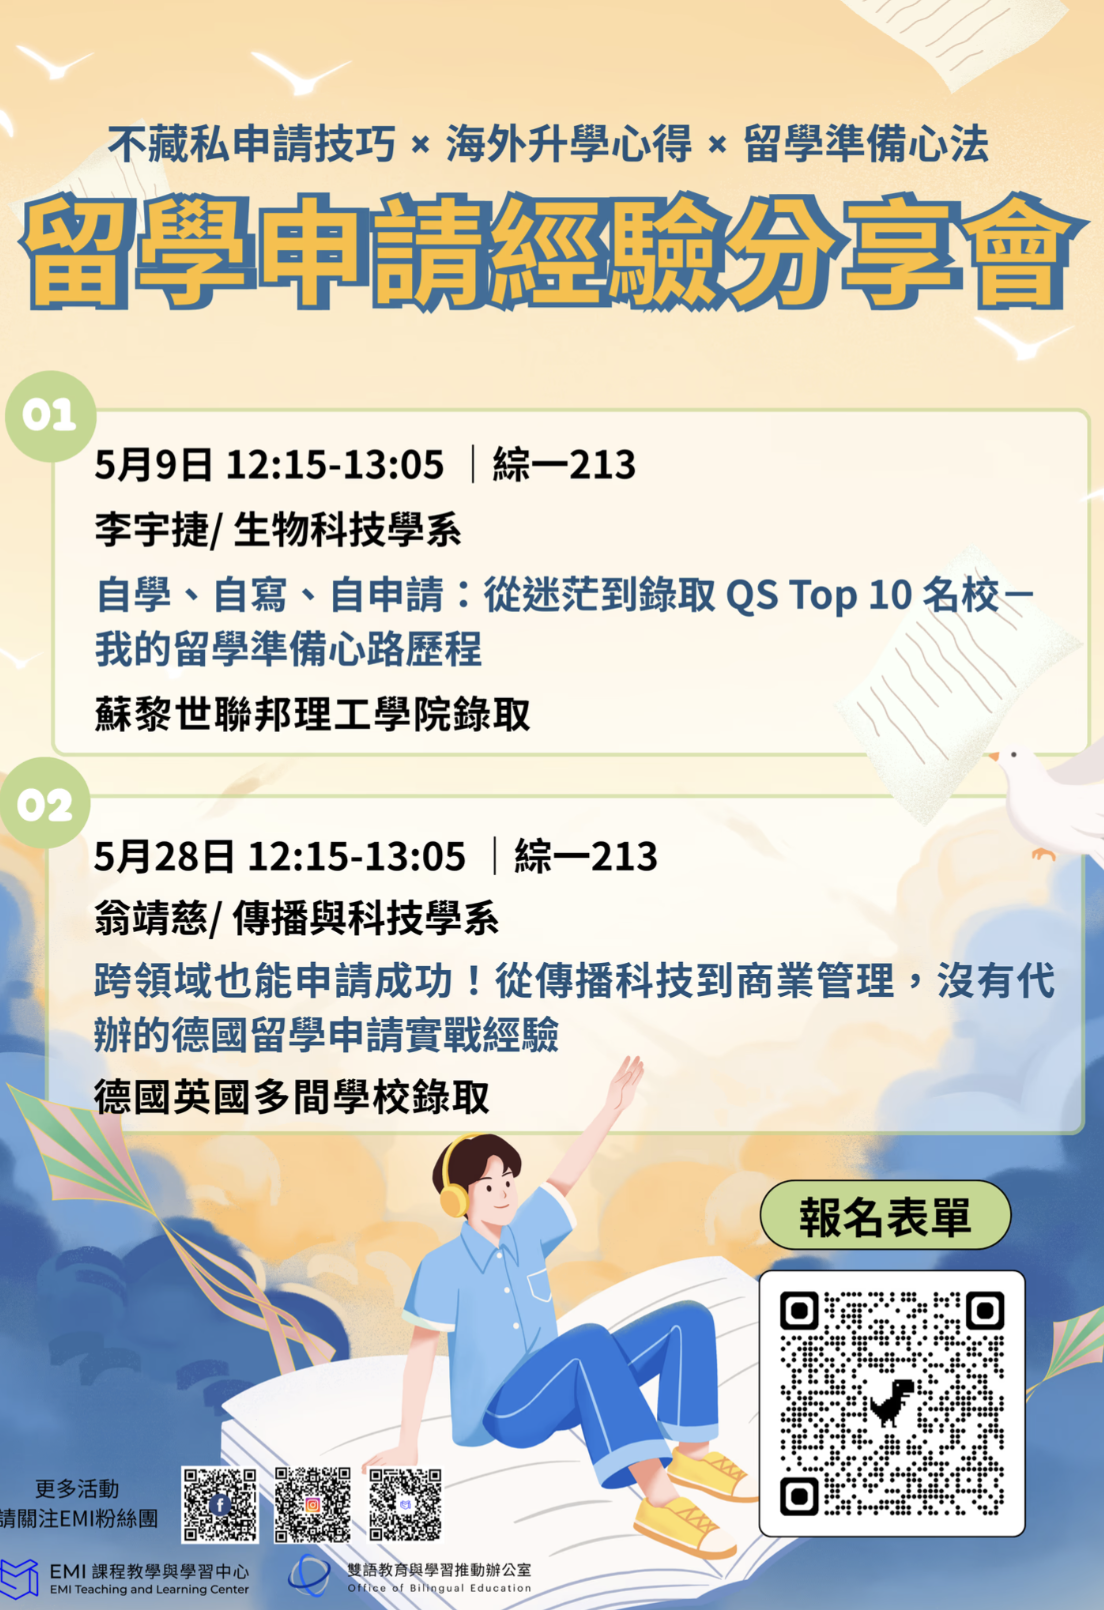 不藏私申請技巧 × 海外升學心得 × 留學準備心法
留學申請經驗分享會
01
5月9日 12:15-13:05 ｜綜一213
李宇捷/ 生物科技學系
自學、自寫、自申請：從迷茫到錄取 QS Top 10 名校－
我的留學準備心路歷程
蘇黎世聯邦理工學院錄取
02
5月28日 12:15-13:05 ｜綜一213
翁靖慈/ 傳播與科技學系
跨領域也能申請成功！從傳播科技到商業管理，沒有代
辦的德國留學申請實戰經驗
德國英國多間學校錄取
報名表單
更多活動
請關注EMI粉絲團
EMI 課程教學與學習中心
EMI Teaching and Learning Center
雙語教育與學習推動辦公室
Office of Bilingual Education